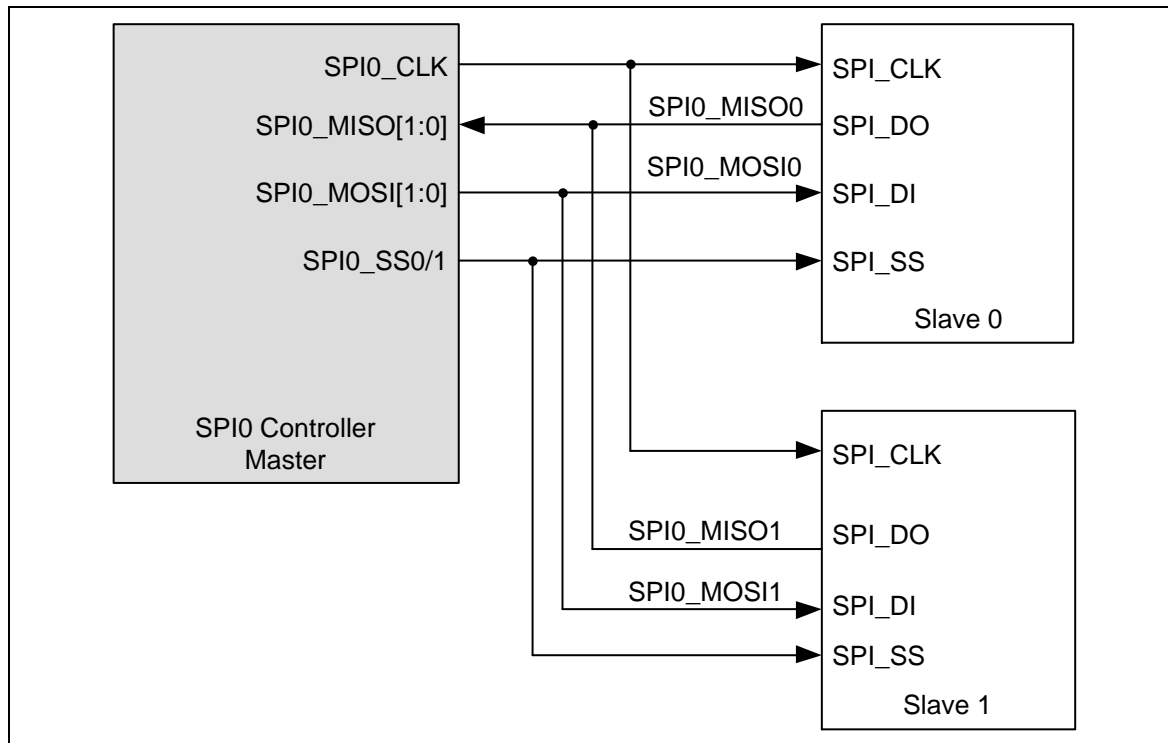 SPI0_CLK
SPI0_MISO[1:0]
SPI0_MOSI[1:0]
SPI0_SS0/1
SPI0 Controller
Master
SPI0_MISO0
SPI0_MOSI0
SPI_CLK
SPI_DO
SPI_DI
SPI_SS
Slave 0
SPI0_MISO1
SPI0_MOSI1
SPI_CLK
SPI_DO
SPI_DI
SPI_SS
Slave 1